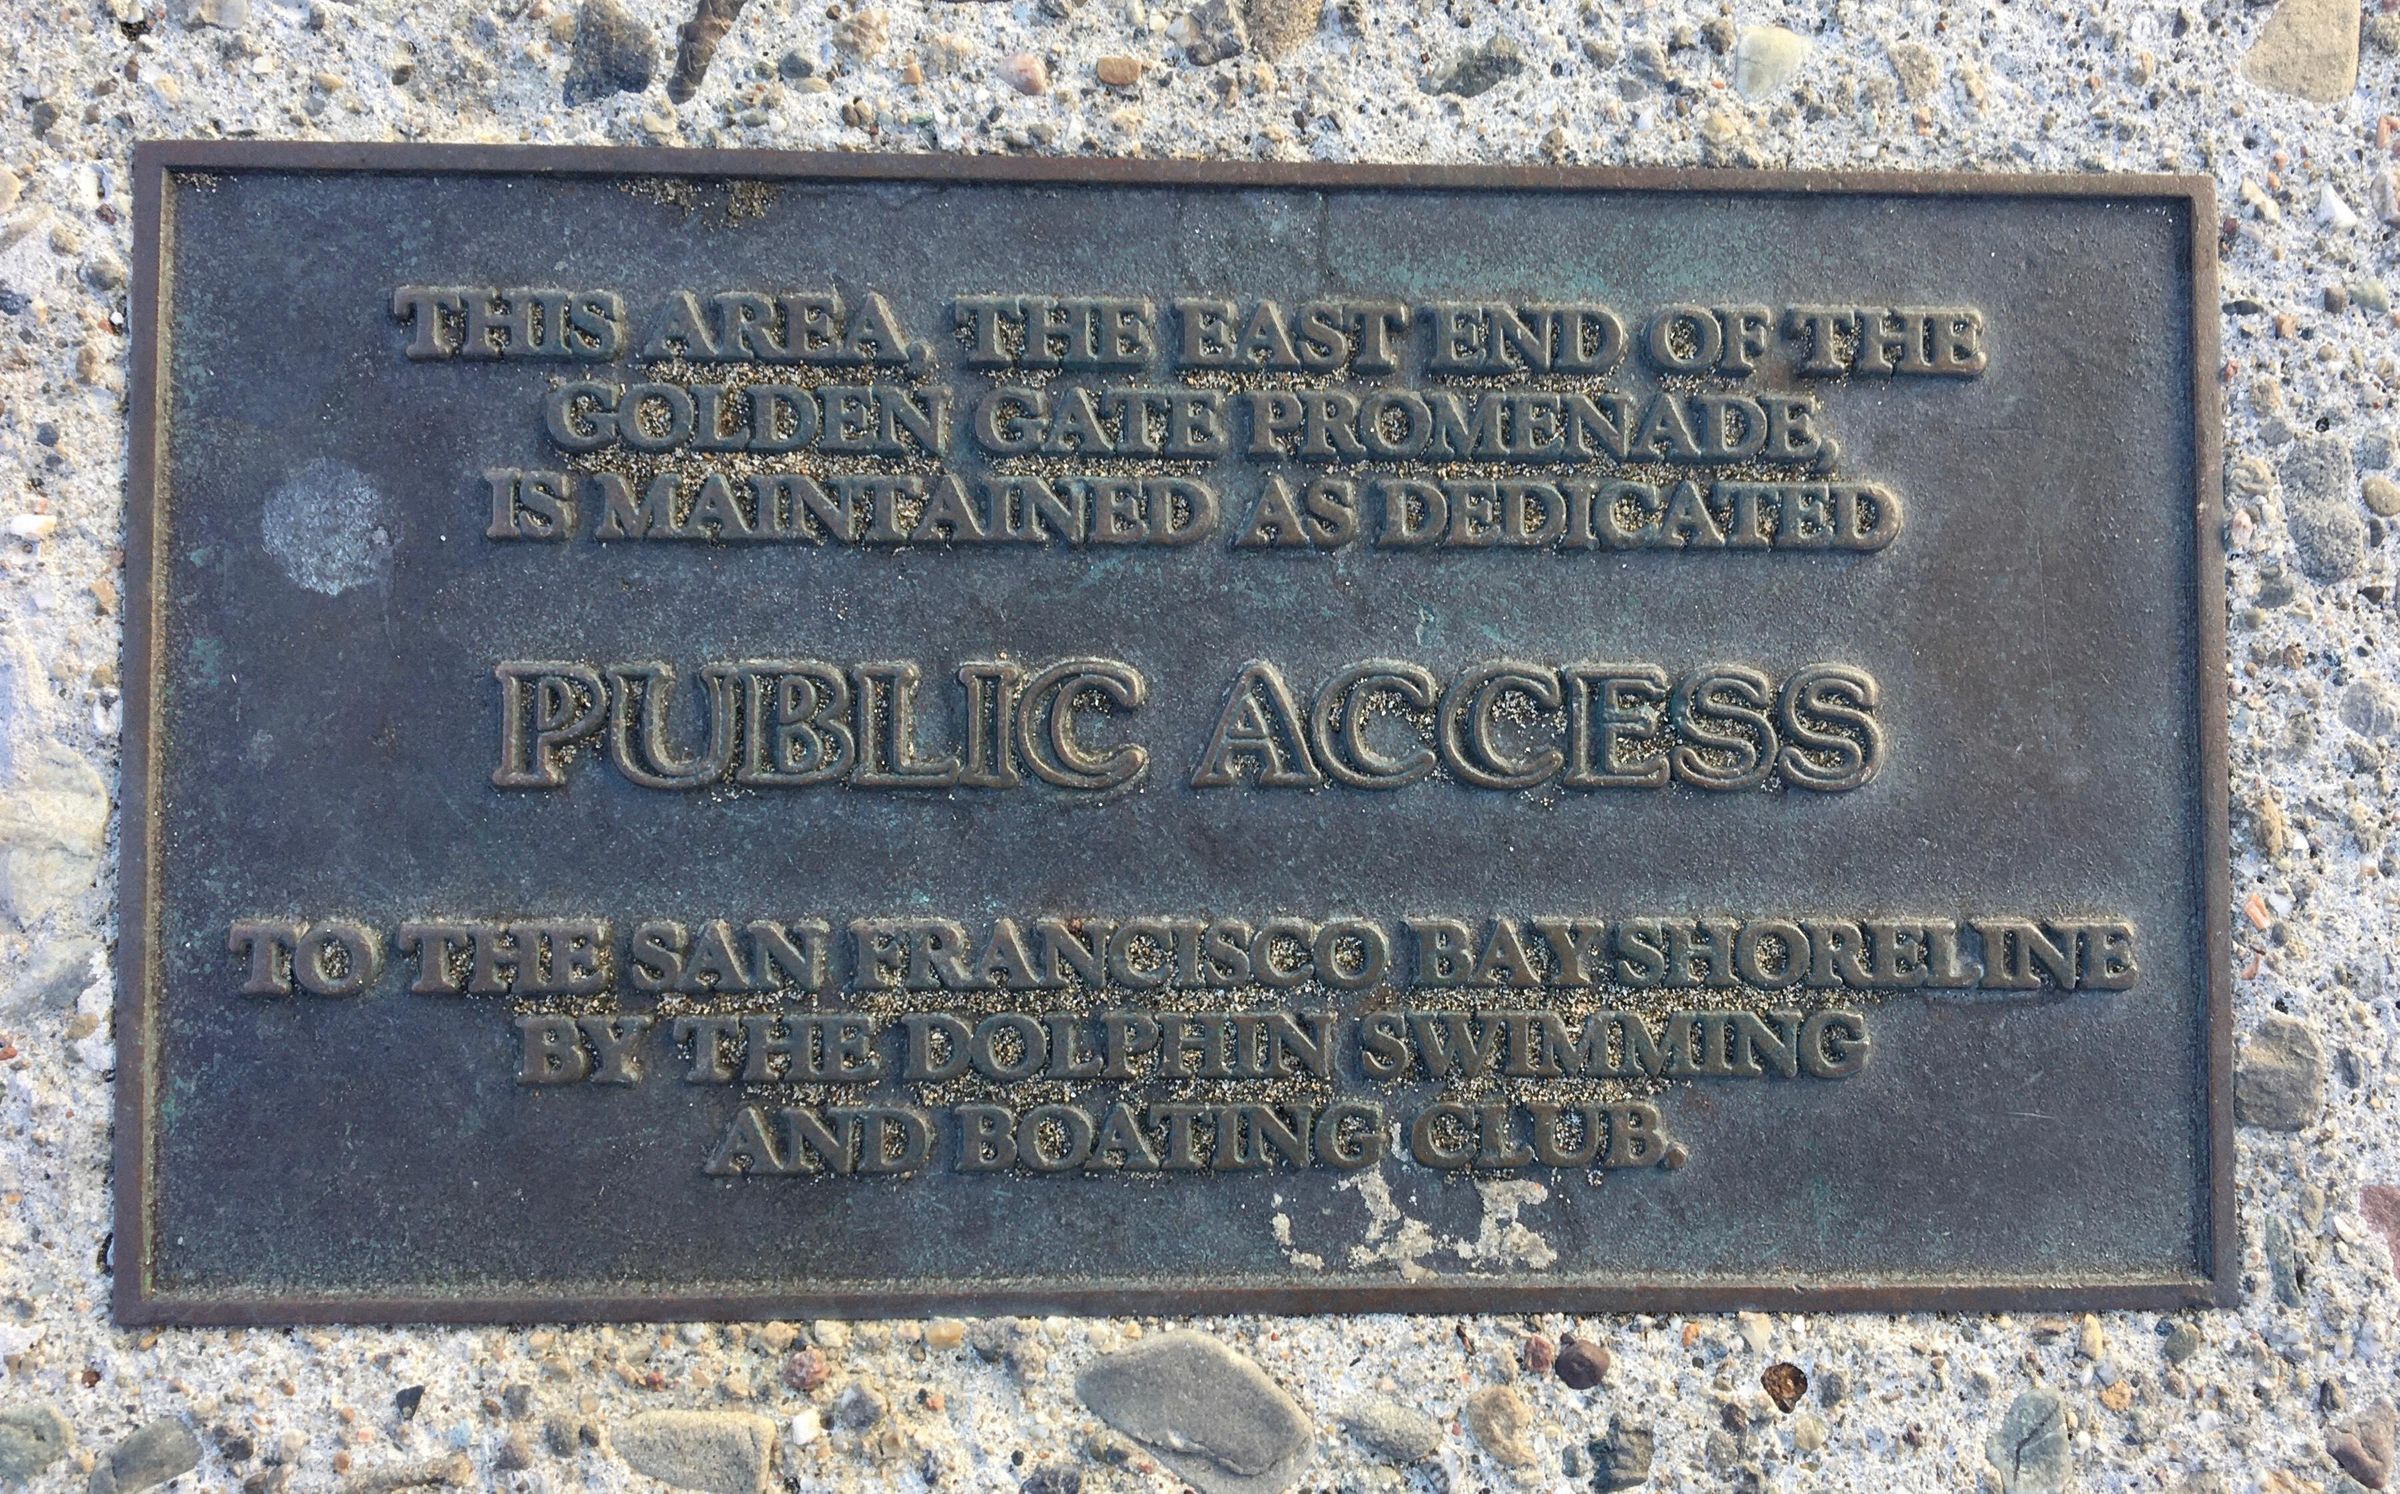 THIS AREA, THE EAST END OF THE
GOLDEN GATE PROMENADE,
IS MAINTAINED AS DEDICATED
PUBLIC ACCESS
TO THE SAN FRANCISCO BAY SHORELINE
BY THE DOLPHIN SWIMMING
AND BOATING CLUB.